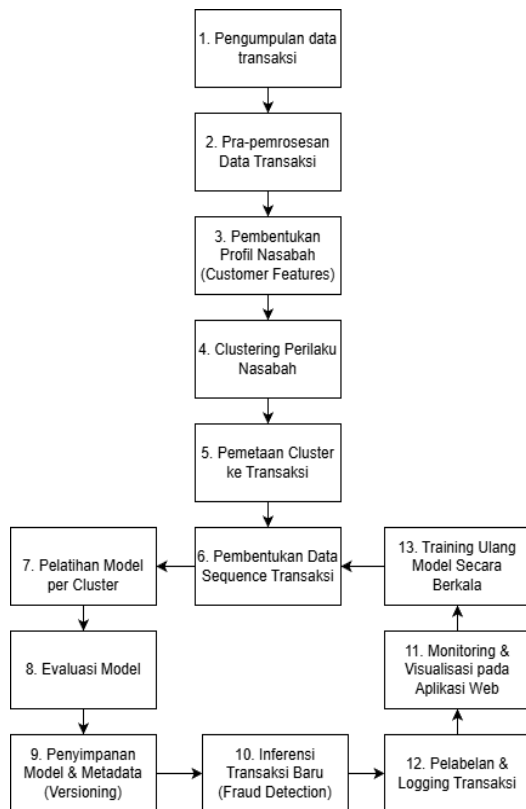 1. Pengumpulan data
transaksi
2. Pra-pemrosesan
Data Transaksi
3. Pembentukan
Profil Nasabah
(Customer Features)
4. Clustering Perilaku
Nasabah
5. Pemetaan Cluster
ke Transaksi
6. Pembentukan Data
Sequence Transaksi
7. Pelatihan Model
per Cluster
8. Evaluasi Model
9. Penyimpanan
Model & Metadata
(Versioning)
10. Inferensi
Transaksi Baru
(Fraud Detection)
12. Pelabelan &
Logging Transaksi
11. Monitoring &
Visualisasi pada
Aplikasi Web
13. Training Ulang
Model Secara
Berkala